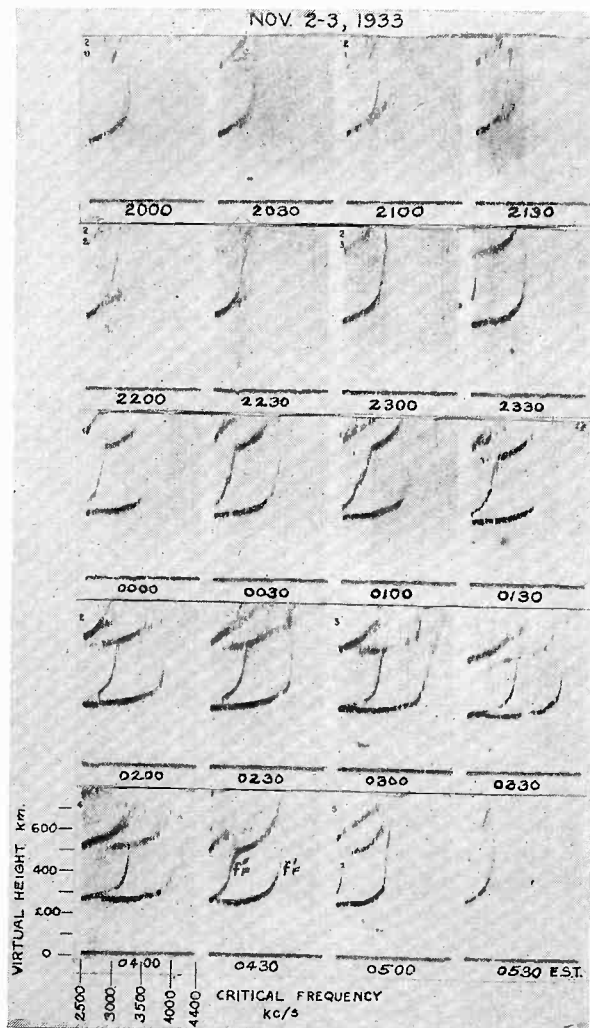 NOV. 2-3, 1933
2000 2030 2100 2130
2200 2230 2300 2330
0000 0030 0100 0130
0200 0230 0300 0330
VIRTUAL HEIGHT, km.
600
400
200
0
f″F f′F
0400 0430 0500 0530 E.S.T.
2500 3000 3500 4000 4400
CRITICAL FREQUENCY
KC/S